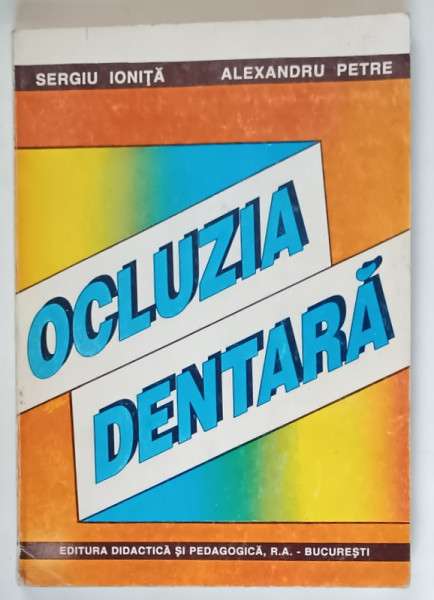 SERGIU IONIȚĂ ALEXANDRU PETRE
OCLUZIA
DENTARĂ
EDITURA DIDACTICĂ ȘI PEDAGOGICĂ, R.A. - BUCUREȘTI